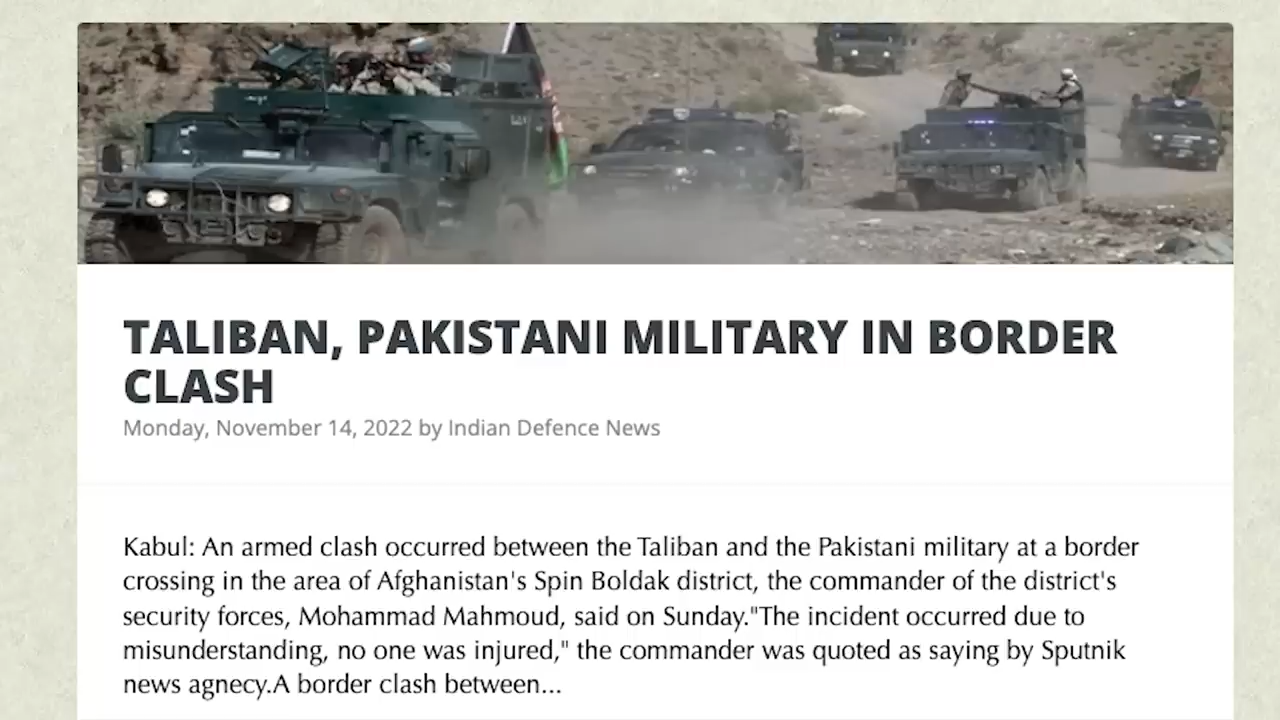 TALIBAN, PAKISTANI MILITARY IN BORDER
CLASH
Monday, November 14, 2022 by Indian Defence News
Kabul: An armed clash occurred between the Taliban and the Pakistani military at a border
crossing in the area of Afghanistan's Spin Boldak district, the commander of the district's
security forces, Mohammad Mahmoud, said on Sunday."The incident occurred due to
misunderstanding, no one was injured," the commander was quoted as saying by Sputnik
news agnecy.A border clash between...